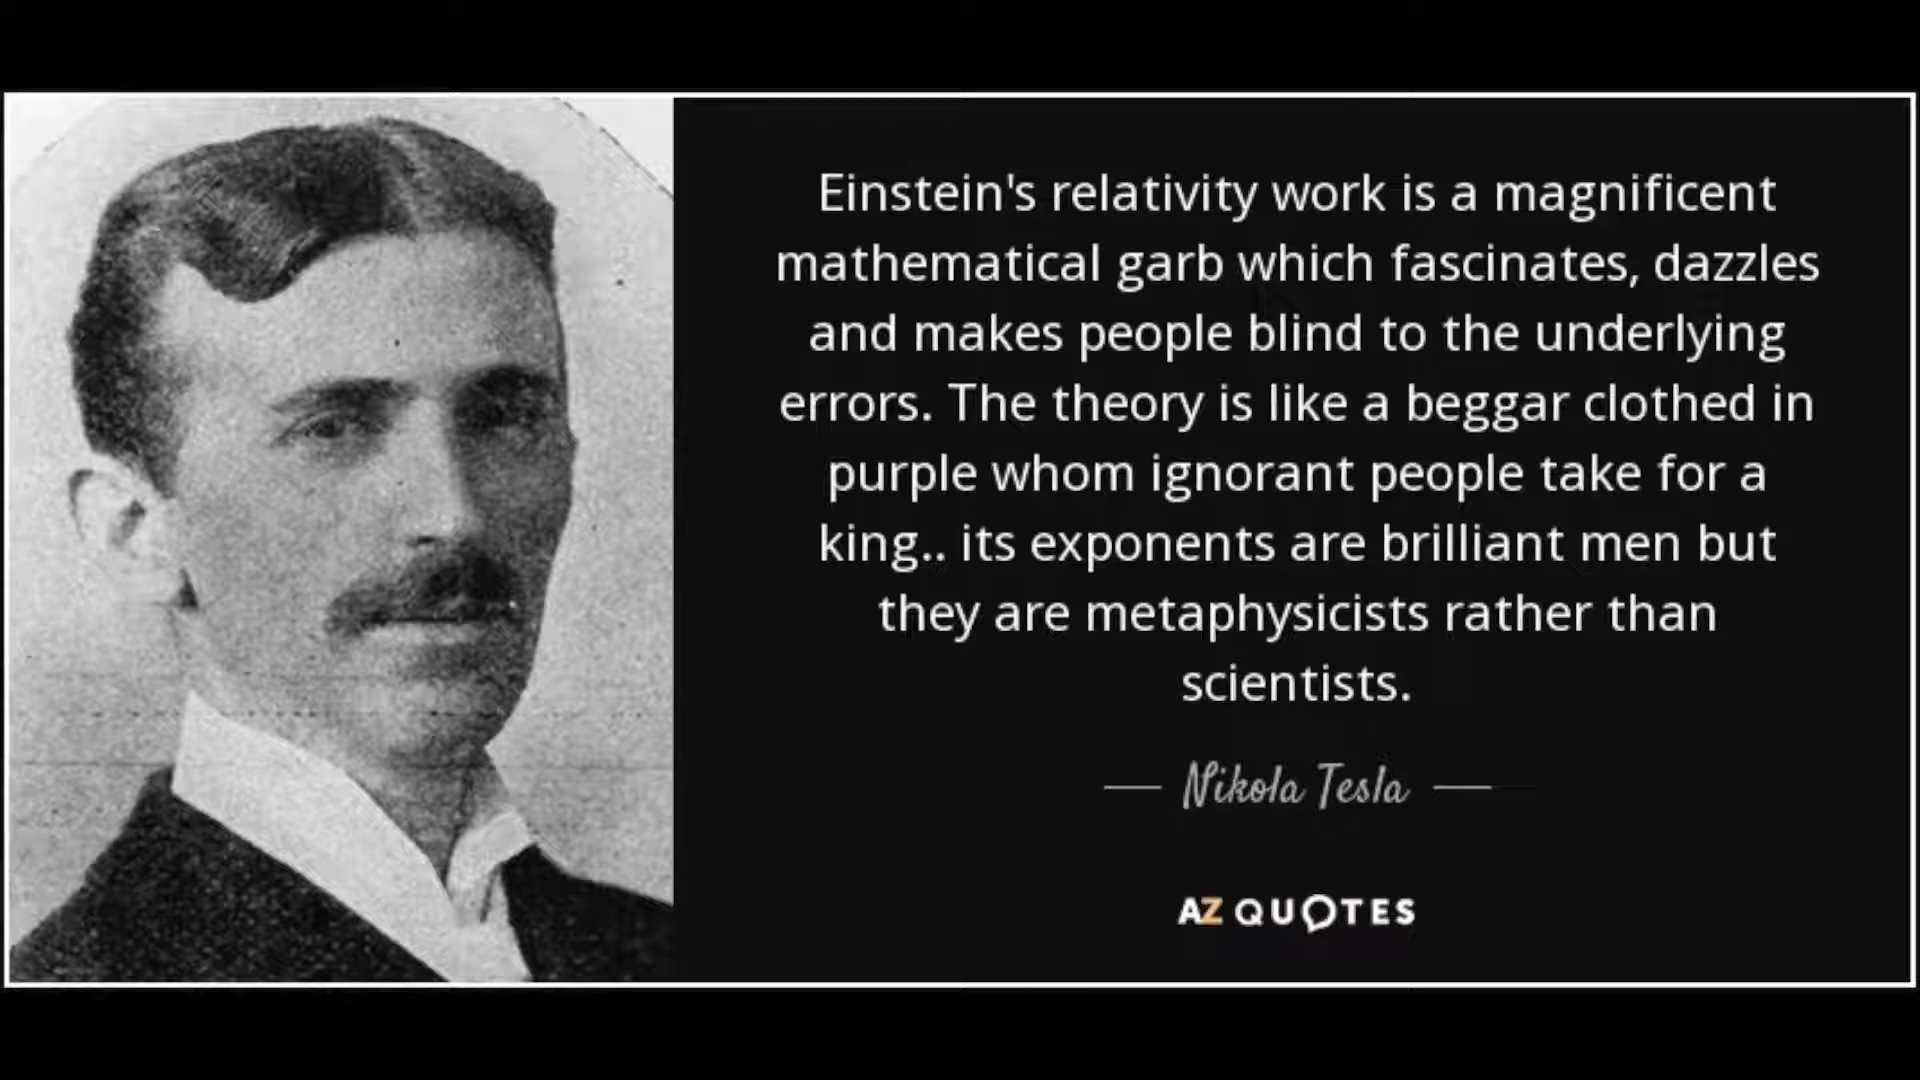 Einstein's relativity work is a magnificent
mathematical garb which fascinates, dazzles
and makes people blind to the underlying
errors. The theory is like a beggar clothed in
purple whom ignorant people take for a
king.. its exponents are brilliant men but
they are metaphysicists rather than
scientists.
Nikola Tesla
AZ QUOTES